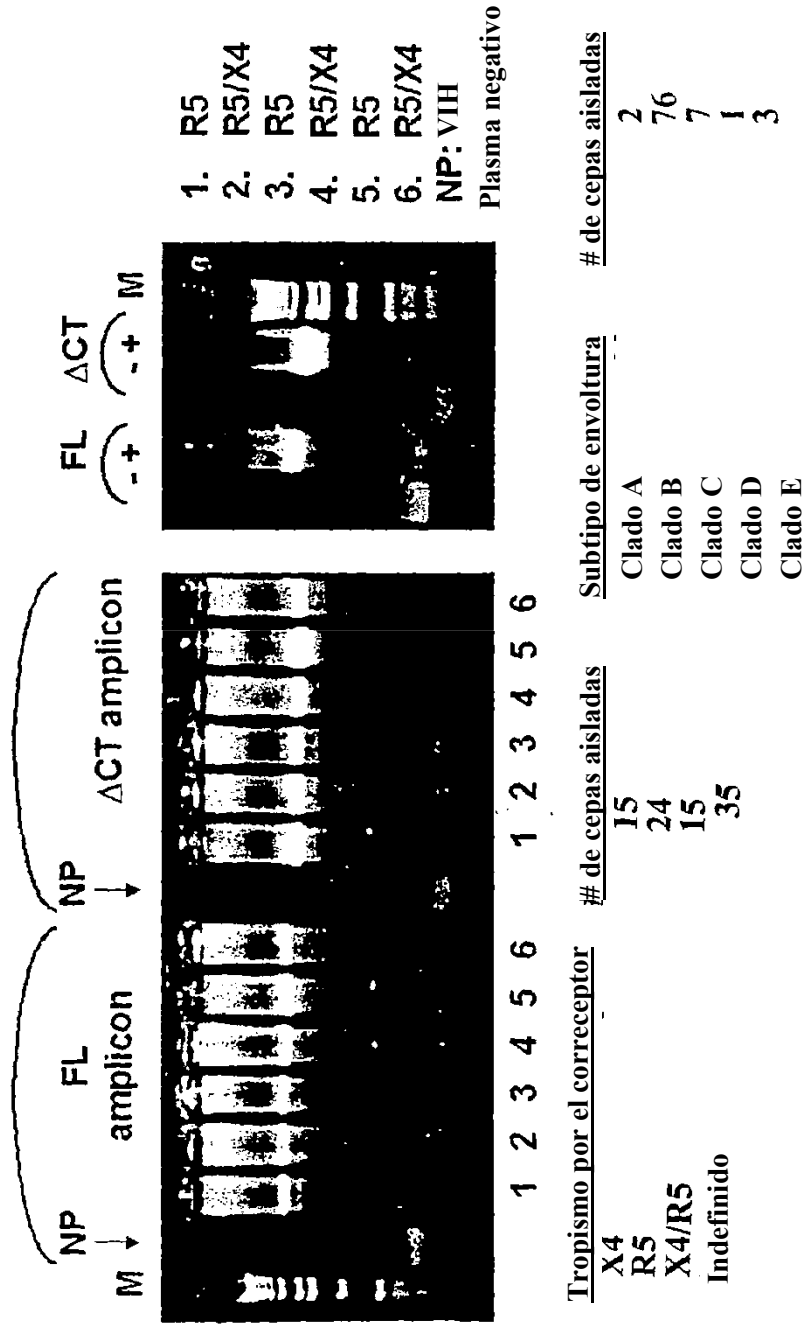 NP
FL
amplicon
NP
ΔCT amplicon
FL
ΔCT
M
- +
- +
M
1 2 3 4 5 6
1 2 3 4 5 6
1. R5
2. R5/X4
3. R5
4. R5/X4
5. R5
6. R5/X4
NP: VIH
Plasma negativo
Tropismo por el correceptor # de cepas aisladas
X4 15
R5 24
X4/R5 15
Indefinido 35
Subtipo de envoltura # de cepas aisladas
Clado A 2
Clado B 76
Clado C 7
Clado D 1
Clado E 3